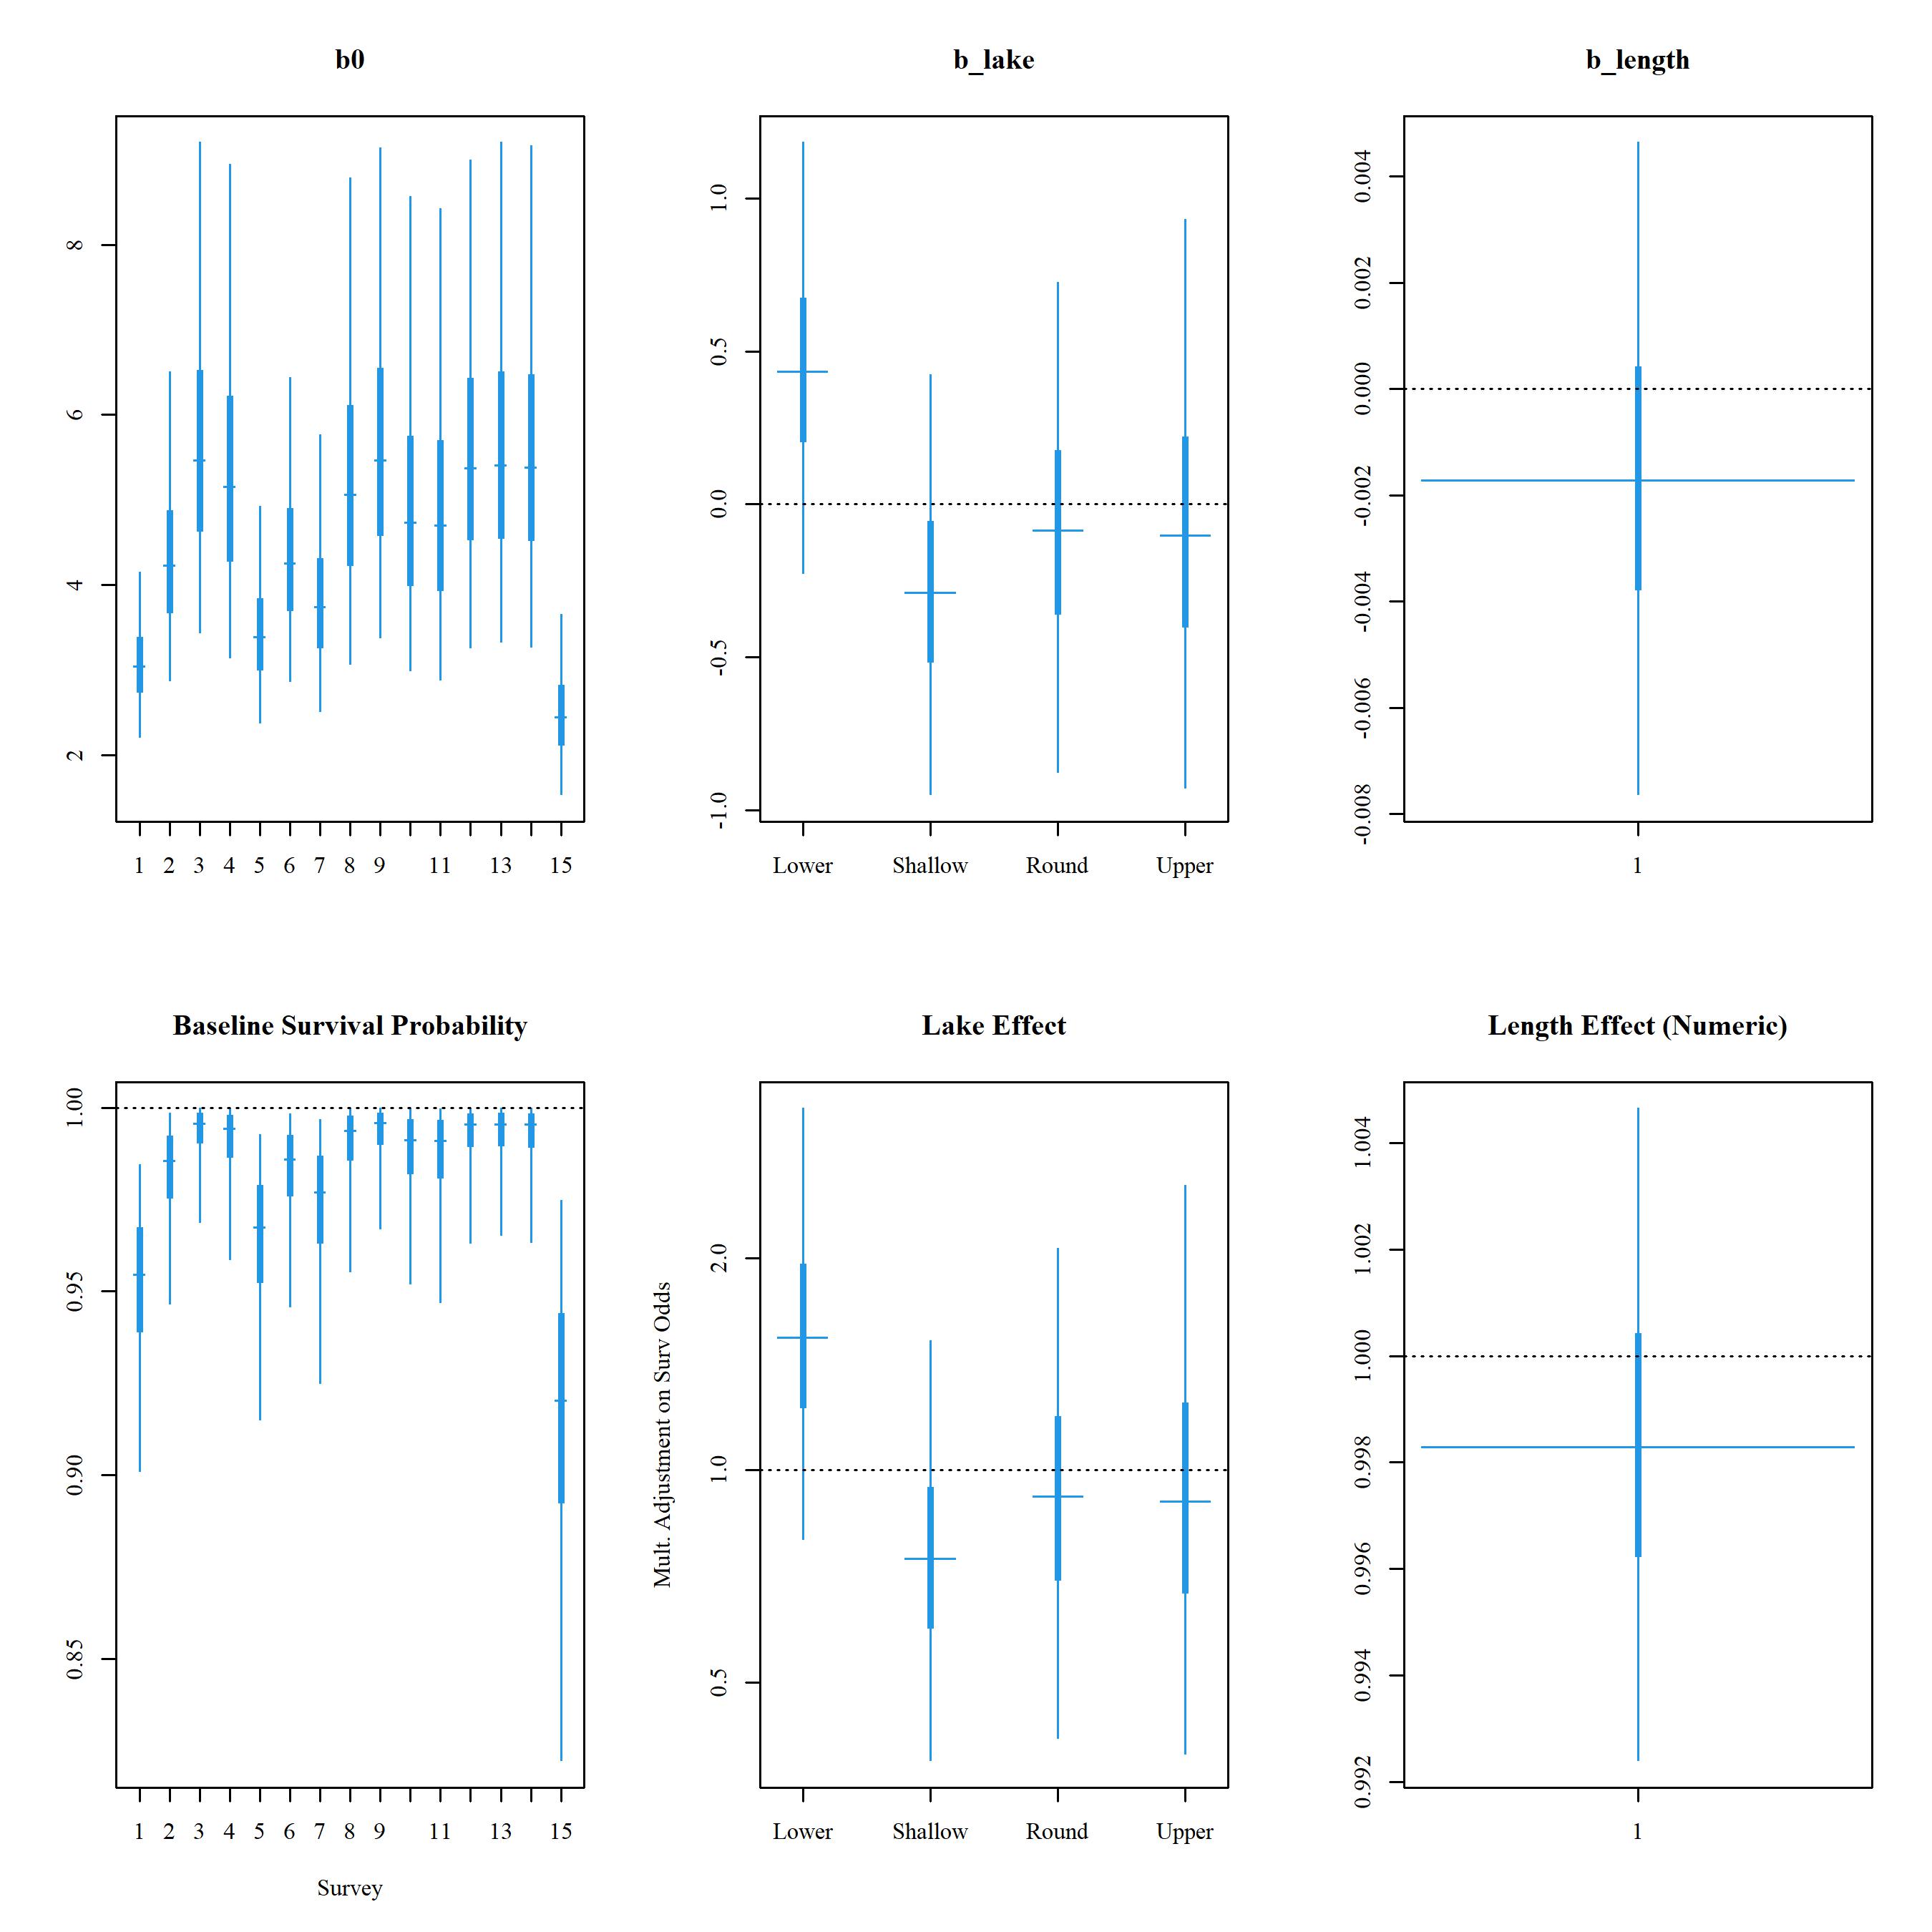 b0
8
6
4
2
1 2 3 4 5 6 7 8 9 11 13 15
b_lake
1.0
0.5
0.0
-0.5
-1.0
Lower Shallow Round Upper
b_length
0.004
0.002
0.000
-0.002
-0.004
-0.006
-0.008
1
Baseline Survival Probability
1.00
0.95
0.90
0.85
1 2 3 4 5 6 7 8 9 11 13 15
Survey
Lake Effect
Mult. Adjustment on Surv Odds
2.0
1.0
0.5
Lower Shallow Round Upper
Length Effect (Numeric)
1.004
1.002
1.000
0.998
0.996
0.994
0.992
1